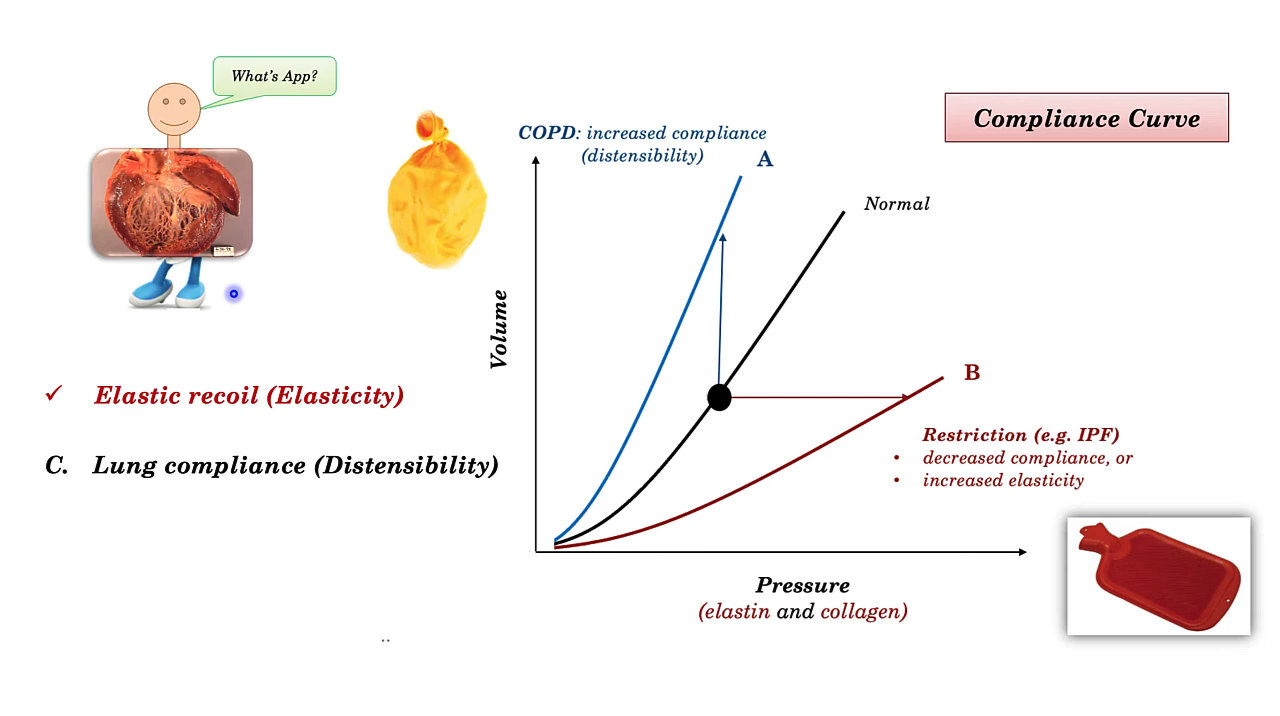 What's App?
Compliance Curve
COPD: increased compliance
(distensibility)
A
Normal
Volume
B
✓ Elastic recoil (Elasticity)
C. Lung compliance (Distensibility)
Restriction (e.g. IPF)
• decreased compliance, or
• increased elasticity
Pressure
(elastin and collagen)
..